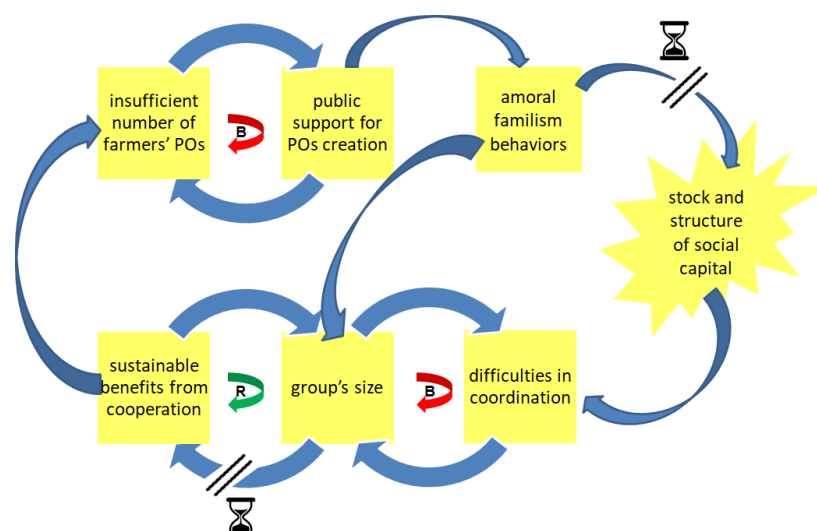 insufficient
number of
farmers' POs
B
public
support for
POs creation
amoral
familism
behaviors
stock and
structure
of social
capital
sustainable
benefits from
cooperation
R
group's size
B
difficulties in
coordination